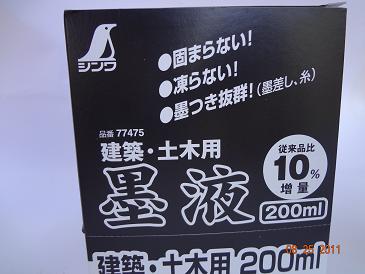 シンワ
●固まらない!
●凍らない!
●墨つき抜群!(墨差し、糸)
品番 77475
建築・土木用
墨液
従来品比
10%
増量
200ml
建築・土木用 200ml
06 25 2011